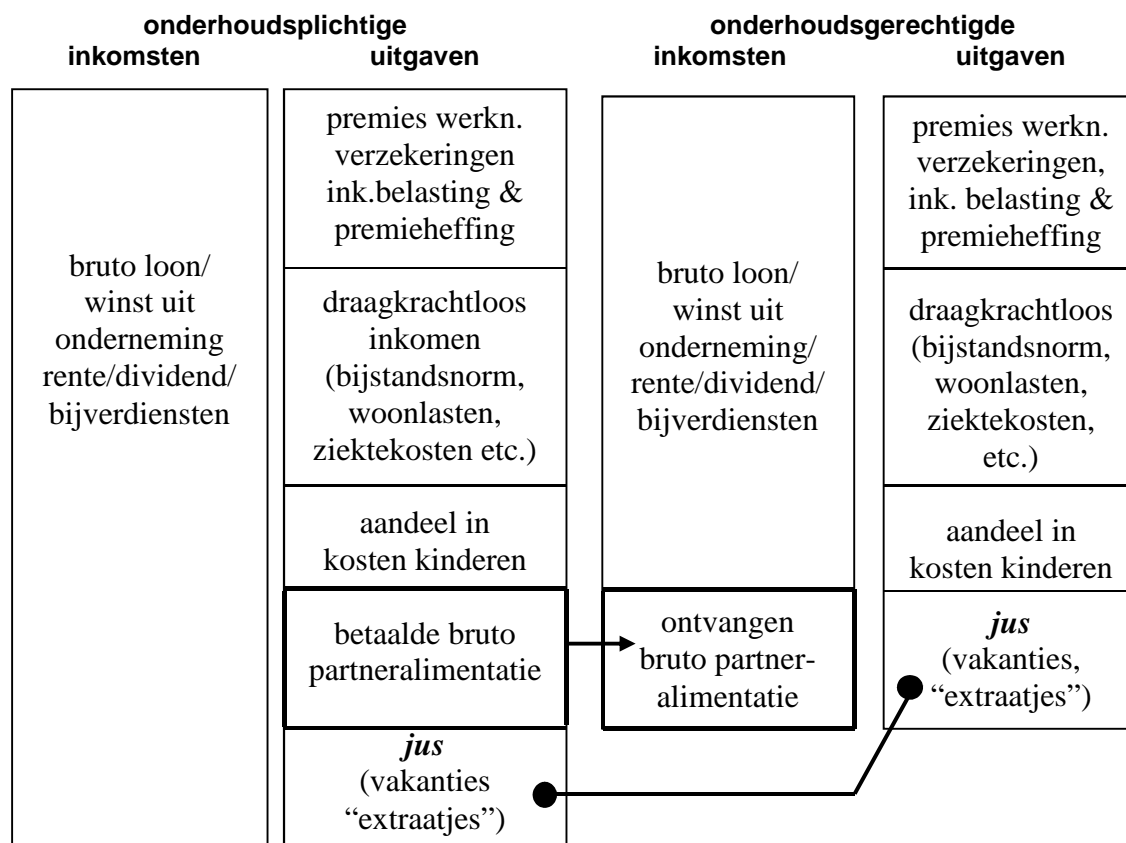 onderhoudsplichtige
inkomsten
uitgaven
onderhoudsgerechtigde
inkomsten
uitgaven
bruto loon/
winst uit
onderneming
rente/dividend/
bijverdiensten
premies werkn.
verzekeringen
ink.belasting &
premieheffing
draagkrachtloos
inkomen
(bijstandsnorm,
woonlasten,
ziektekosten etc.)
aandeel in
kosten kinderen
betaalde bruto
partneralimentatie
jus
(vakanties
“extraatjes”)
bruto loon/
winst uit
onderneming/
rente/dividend/
bijverdiensten
ontvangen
bruto partner-
alimentatie
premies werkn.
verzekeringen,
ink. belasting &
premieheffing
draagkrachtloos
(bijstandsnorm,
woonlasten,
ziektekosten,
etc.)
aandeel in
kosten kinderen
jus
(vakanties,
“extraatjes”)